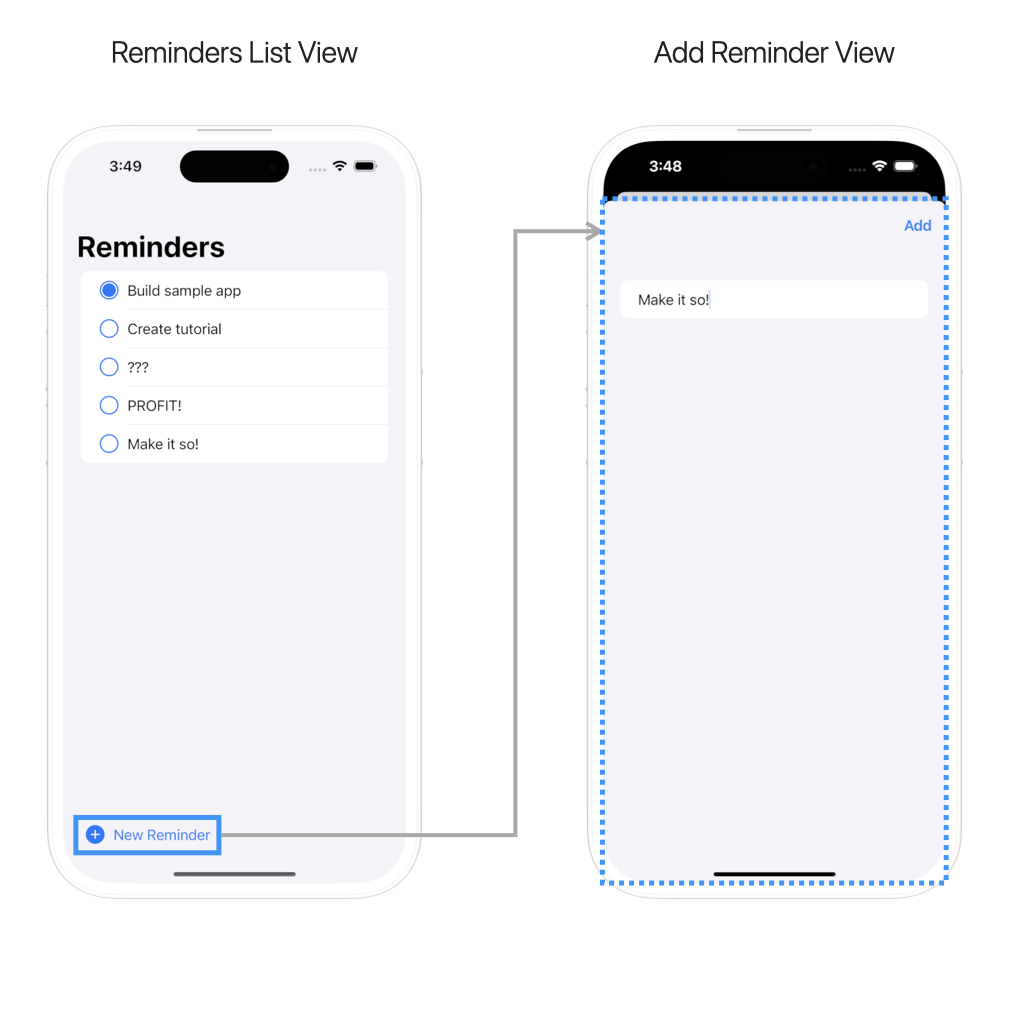 Reminders List View
Add Reminder View
3:49
Reminders
Build sample app
Create tutorial
???
PROFIT!
Make it so!
New Reminder
3:48
Add
Make it so!